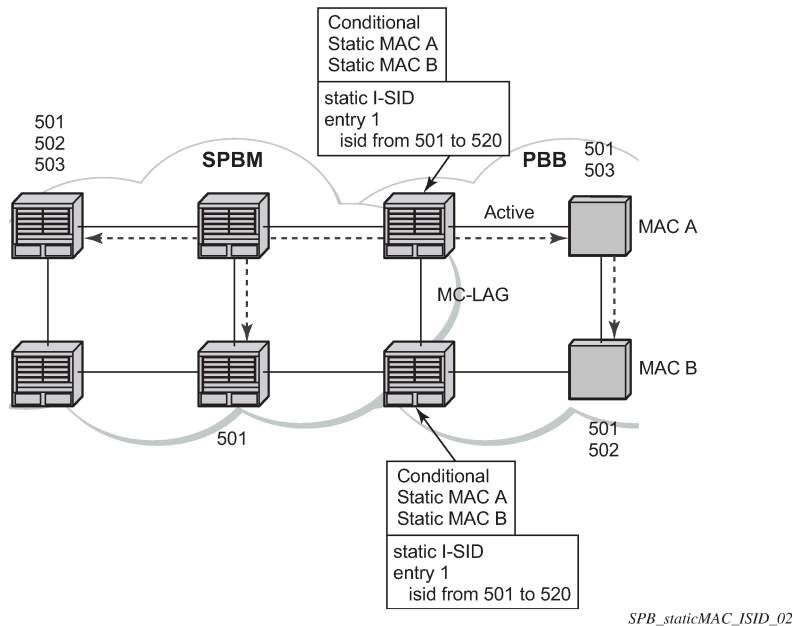 Conditional
Static MAC A
Static MAC B
static I-SID
entry 1
isid from 501 to 520
501
502
503
SPBM
PBB
501
503
Active
MAC A
MC-LAG
MAC B
501
501
502
Conditional
Static MAC A
Static MAC B
static I-SID
entry 1
isid from 501 to 520
SPB_staticMAC_ISID_02